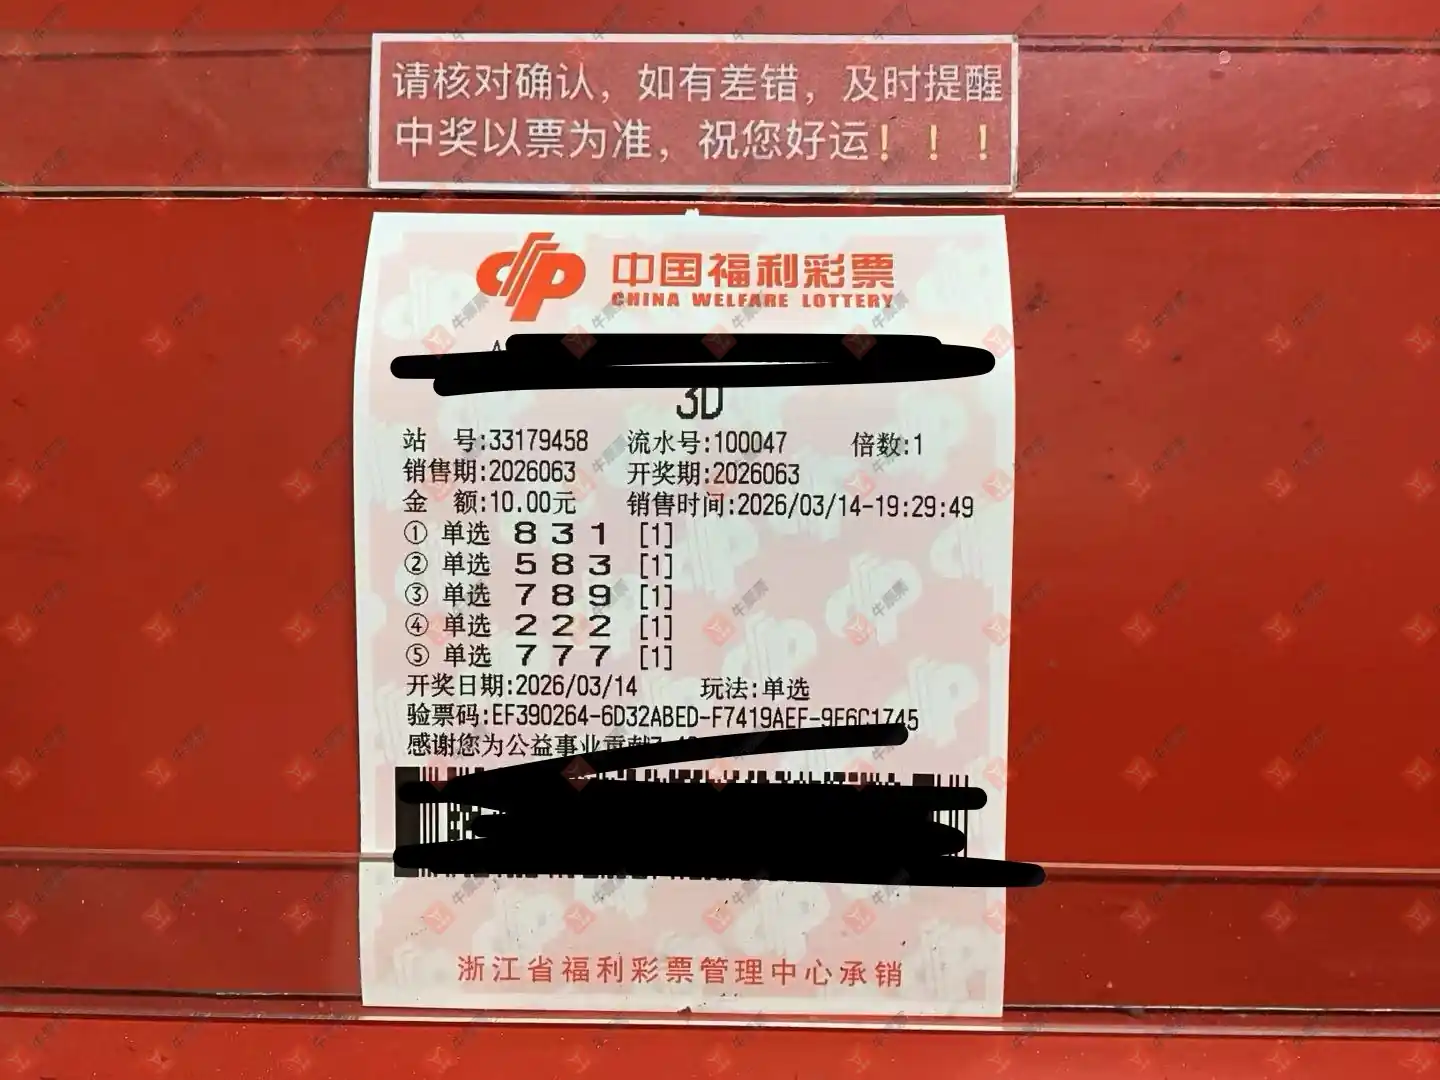 请核对确认，如有差错，及时提醒
中奖以票为准，祝您好运！！！
中国福利彩票
CHINA WELFARE LOTTERY
3D
站 号:33179458 流水号:100047 倍数:1
销售期:2026063 开奖期:2026063
金 额:10.00元 销售时间:2026/03/14-19:29:49
① 单选 8 3 1 [1]
② 单选 5 8 3 [1]
③ 单选 7 8 9 [1]
④ 单选 2 2 2 [1]
⑤ 单选 7 7 7 [1]
开奖日期:2026/03/14 玩法:单选
验票码:EF390264-6D32ABED-F7419AEF-9F6C1745
感谢您为公益事业贡献
浙江省福利彩票管理中心承销
牛彩票